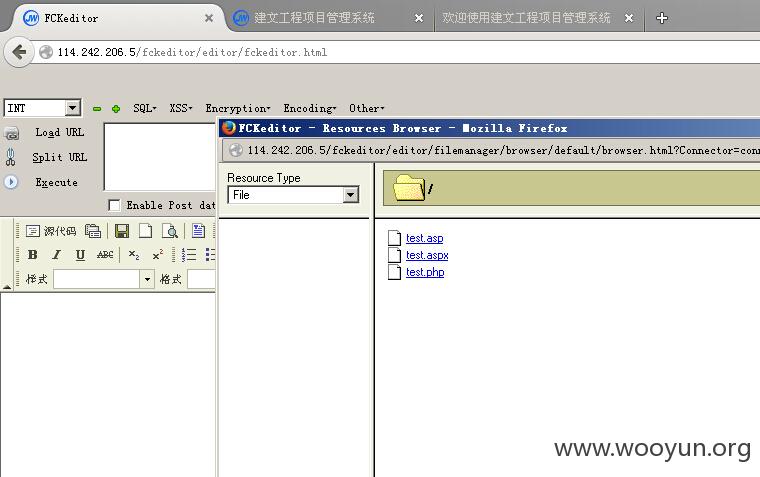 FCKeditor
建文工程项目管理系统
欢迎使用建文工程项目管理系统
114.242.206.5/fckeditor/editor/fckeditor.html
INT SQL XSS Encryption Encoding Other
Load URL
Split URL
Execute
Enable Post dat
源代码
B I U ABC X2 X2
样式 格式
FCKeditor - Resources Browser - Mozilla Firefox
114.242.206.5/fckeditor/editor/filemanager/browser/default/browser.html?Connector=con
Resource Type
File
/
test.asp
test.aspx
test.php
www.wooyun.org